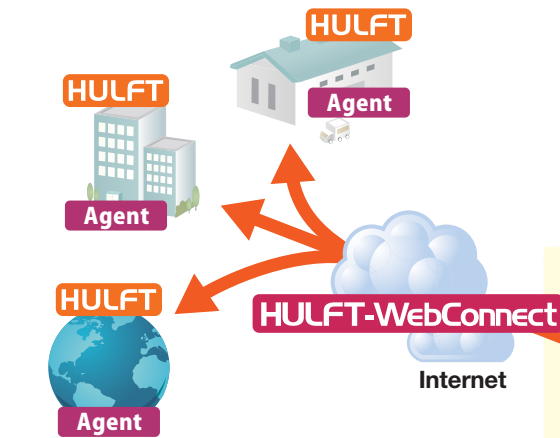 HULFT
Agent
HULFT
Agent
HULFT
Agent
HULFT-WebConnect
Internet